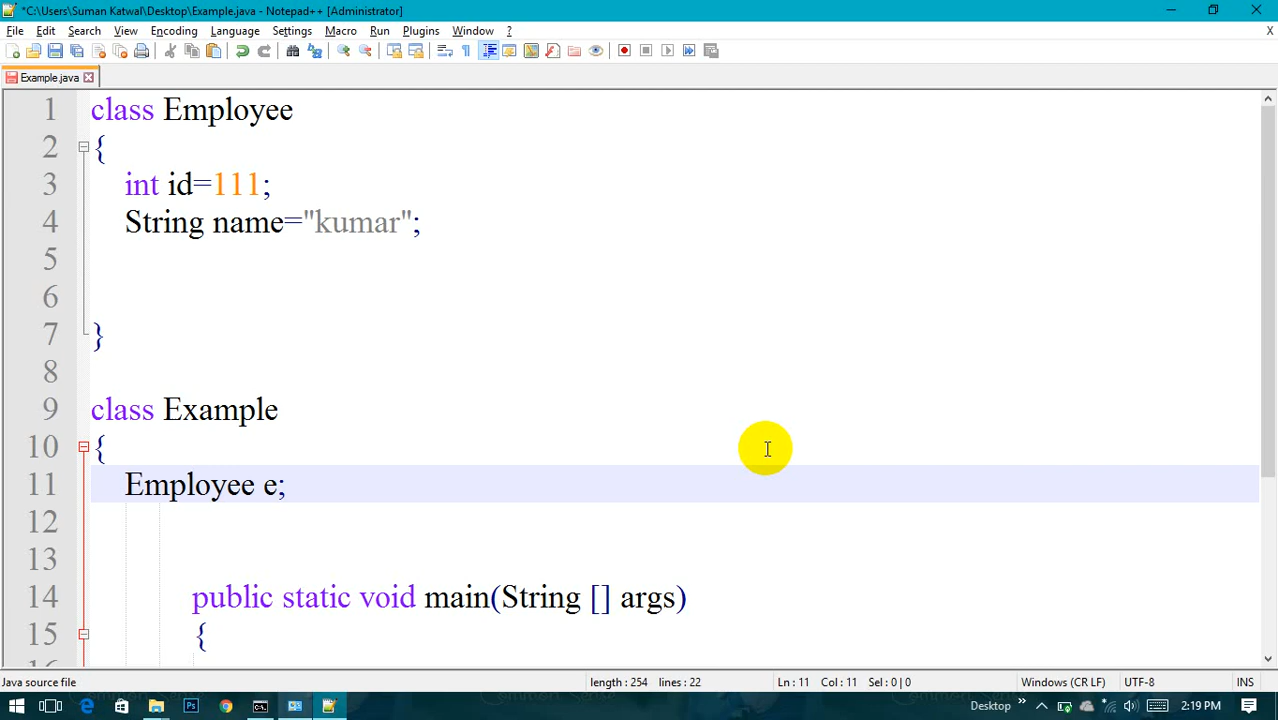 *C:\Users\Suman Katwal\Desktop\Example.java - Notepad++ [Administrator]
File Edit Search View Encoding Language Settings Macro Run Plugins Window ? X
Example.java
1 class Employee
2 {
3 int id=111;
4 String name="kumar";
5
6
7 }
8
9 class Example
10 {
11 Employee e;
12
13
14 public static void main(String [] args)
15 {
Java source file length : 254 lines : 22 Ln : 11 Col : 11 Sel : 0 | 0 Windows (CR LF) UTF-8 INS
Desktop 2:19 PM